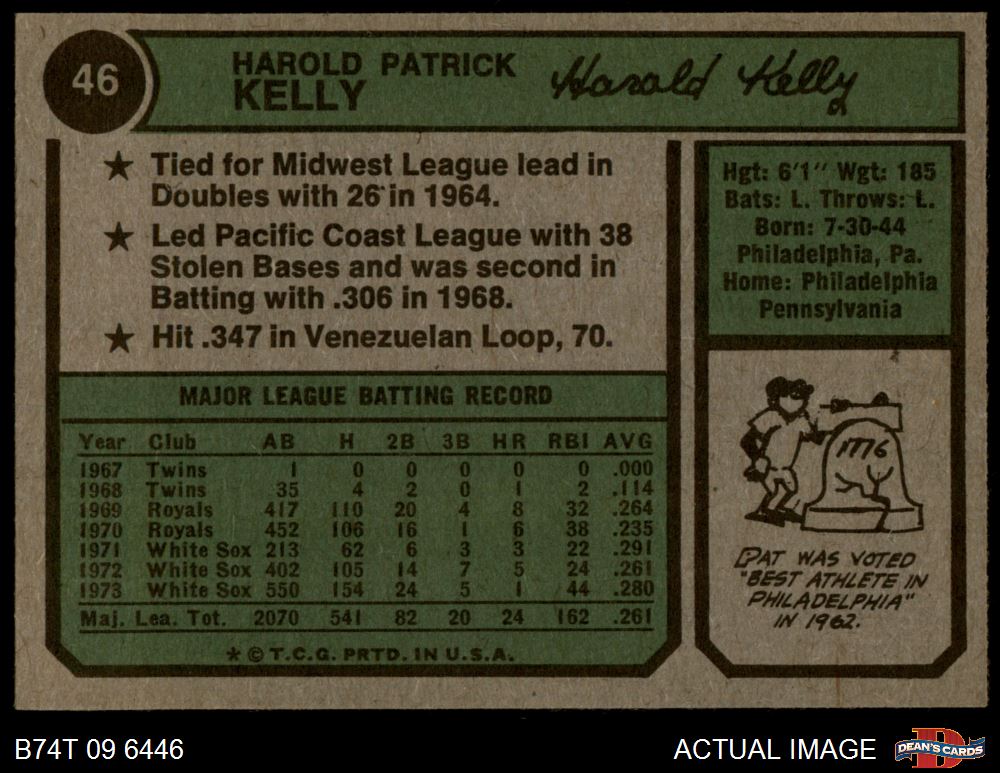 46
HAROLD PATRICK
KELLY
Harold Kelly
★ Tied for Midwest League lead in
Doubles with 26 in 1964.
★ Led Pacific Coast League with 38
Stolen Bases and was second in
Batting with .306 in 1968.
★ Hit .347 in Venezuelan Loop, 70.
Hgt: 6'1" Wgt: 185
Bats: L. Throws: L.
Born: 7-30-44
Philadelphia, Pa.
Home: Philadelphia
Pennsylvania
MAJOR LEAGUE BATTING RECORD
Year Club AB H 2B 3B HR RBI AVG
1967 Twins 1 0 0 0 0 0 .000
1968 Twins 35 4 2 0 1 2 .114
1969 Royals 417 110 20 4 8 32 .264
1970 Royals 452 106 16 1 6 38 .235
1971 White Sox 213 62 6 3 3 22 .291
1972 White Sox 402 105 14 7 5 24 .261
1973 White Sox 550 154 24 5 1 44 .280
Maj. Lea. Tot. 2070 541 82 20 24 162 .261
* © T.C.G. PRTD. IN U.S.A.
1776
PAT WAS VOTED
"BEST ATHLETE IN
PHILADELPHIA"
IN 1962.
B74T 09 6446
ACTUAL IMAGE
D
DEAN'S CARDS